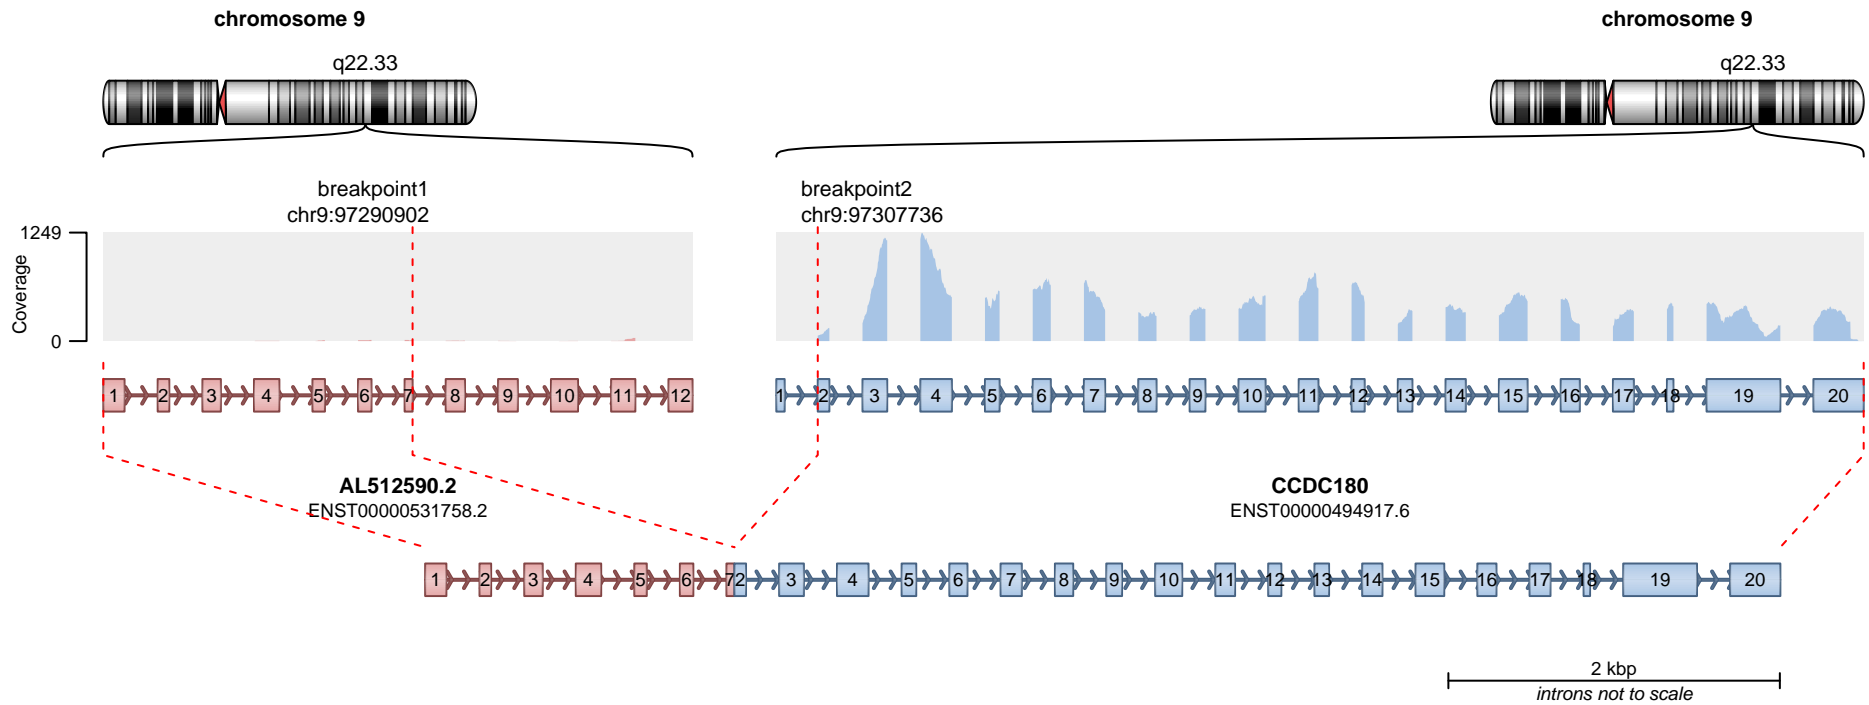 chromosome 9
chromosome 9
q22.33
q22.33
breakpoint1
chr9:97290902
breakpoint2
chr9:97307736
1249
0
Coverage
1 2 3 4 5 6 7 8 9 10 11 12
1 2 3 4 5 6 7 8 9 10 11 12 13 14 15 16 17 18 19 20
AL512590.2
ENST00000531758.2
CCDC180
ENST00000494917.6
1 2 3 4 5 6 7 2 3 4 5 6 7 8 9 10 11 12 13 14 15 16 17 18 19 20
2 kbp
introns not to scale